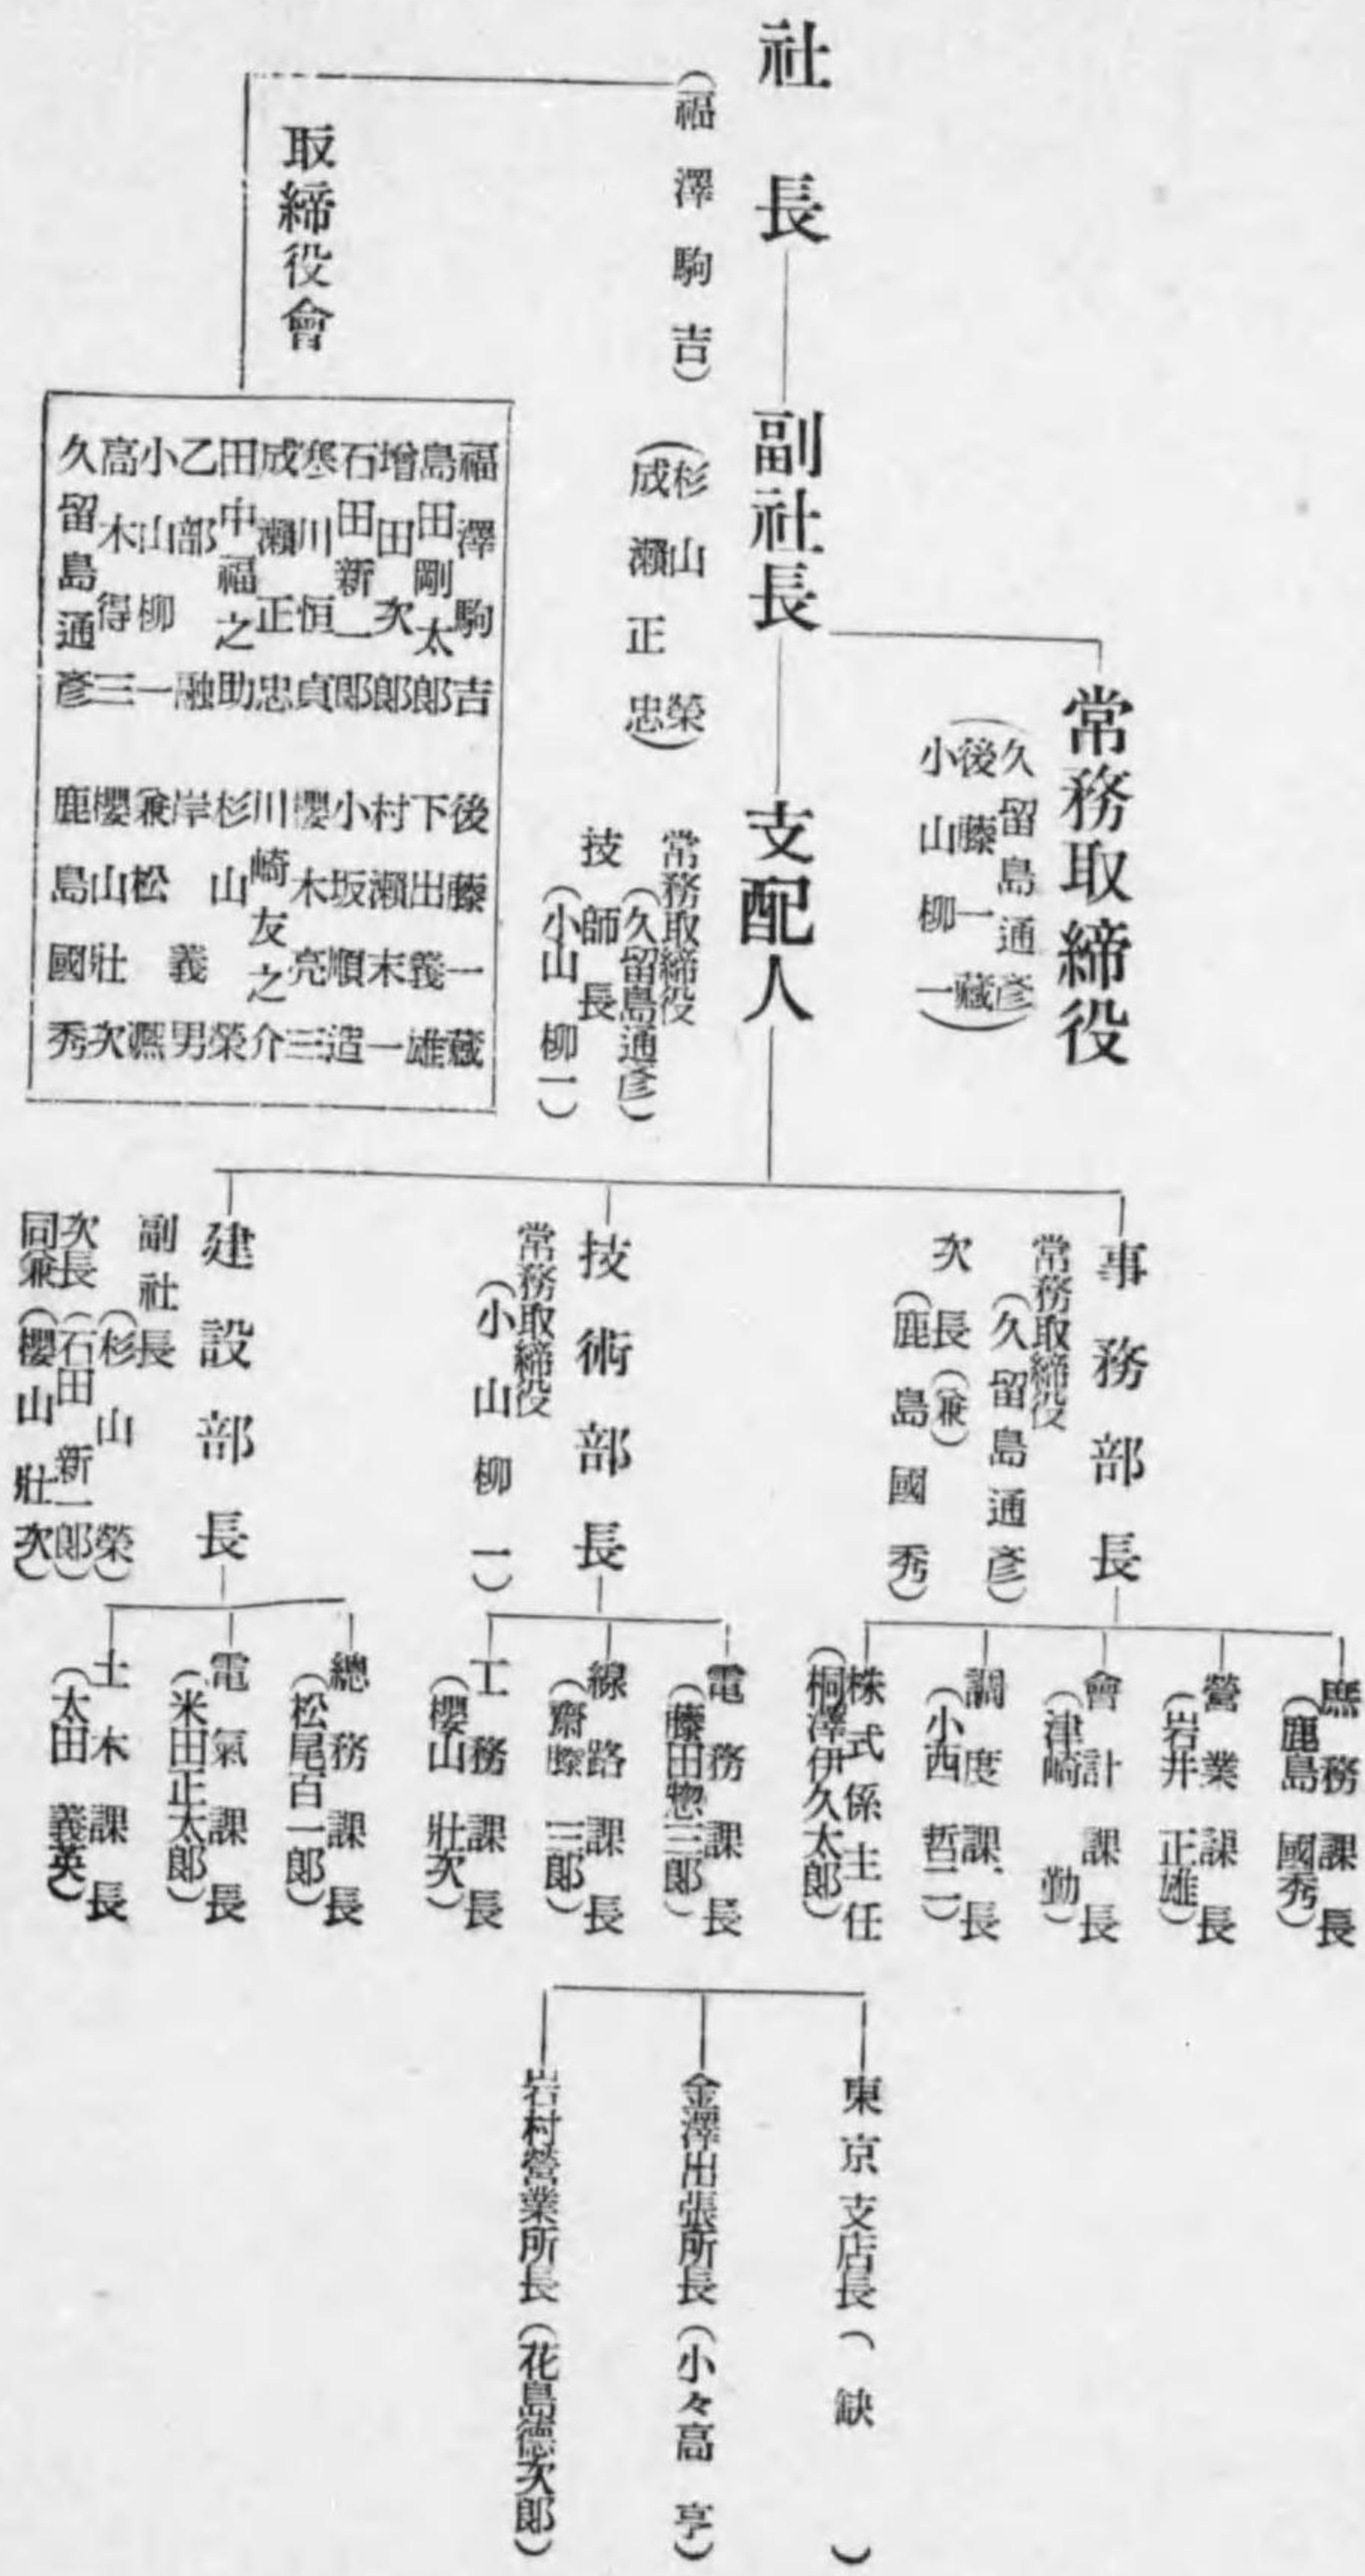 社長
(福澤駒吉)
取締役會
福澤駒吉
島田剛太郎
增田次郎
石田新一郎
寒川恒貞
成瀨正忠
田中福之助
乙部融
小山柳一
高木得三
久留島通彥
後藤一藏
下出義雄
村瀨末一
小坂順造
櫻木亮三
川崎友之介
杉山榮
岸義男
兼松凞
櫻山壯次
鹿島國秀
副社長
(杉山榮
成瀨正忠)
常務取締役
(久留島通彥
後藤一藏
小山柳一)
支配人
常務取締役
(久留島通彥)
技師長
(小山柳一)
事務部長
常務取締役
(久留島通彥)
次長(兼)
(鹿島國秀)
庶務課長
(鹿島國秀)
營業課長
(岩井正雄)
會計課長
(津崎勤)
調度課長
(小西哲二)
株式係主任
(桐澤伊久太郎)
技術部長
常務取締役
(小山柳一)
電務課長
(藤田惣三郎)
線路課長
(齋藤三郎)
工務課長
(櫻山壯次)
建設部長
副社長
(杉山榮)
次長(石田新一郎)
同兼(櫻山壯次)
總務課長
(松尾百一郎)
電氣課長
(米田正太郎)
土木課長
(太田義英)
東京支店長(缺)
金澤出張所長(小々高亨)
岩村營業所長(花島德次郎)